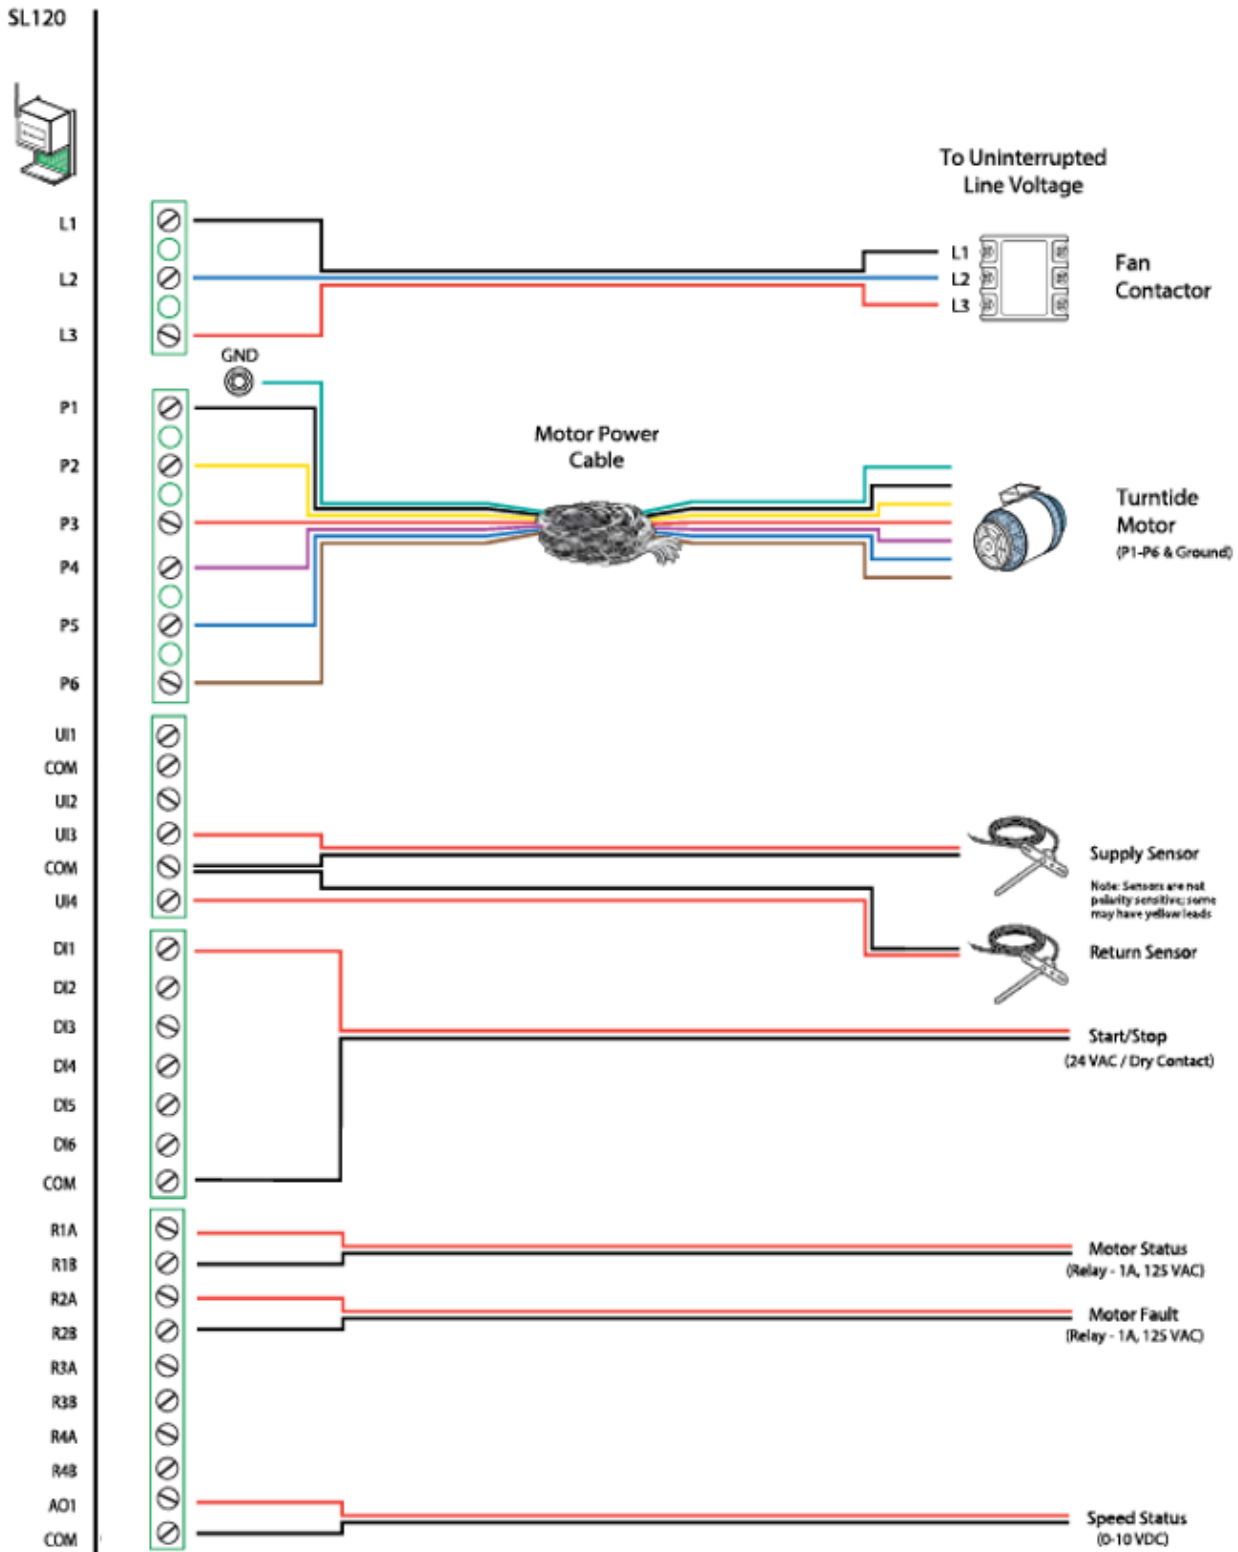 SL120
To Uninterrupted
Line Voltage
L1
L1
L2
L2
Fan
Contactor
L3
L3
GND
P1
Motor Power
Cable
P2
Turntide
Motor
(P1-P6 & Ground)
P3
P4
P5
P6
UI1
COM
UI2
UI3
Supply Sensor
COM
Note: Sensors are not
polarity sensitive; some
may have yellow leads
UI4
DI1
Return Sensor
DI2
DI3
Start/Stop
(24 VAC / Dry Contact)
DI4
DI5
DI6
COM
R1A
Motor Status
(Relay - 1A, 125 VAC)
R1B
R2A
Motor Fault
(Relay - 1A, 125 VAC)
R2B
R3A
R3B
R4A
R4B
AO1
Speed Status
(0-10 VDC)
COM